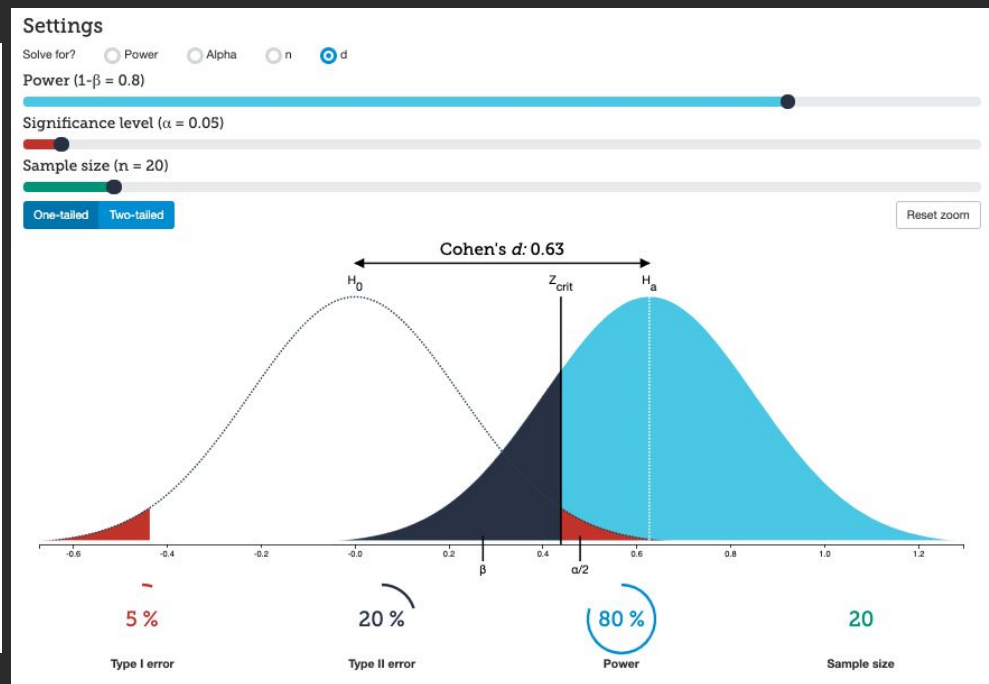 Settings
Solve for? Power Alpha n d
Power (1-β = 0.8)
Significance level (α = 0.05)
Sample size (n = 20)
One-tailed Two-tailed Reset zoom
Cohen's d: 0.63
H0 Zcrit Ha
-0.6 -0.4 -0.2 -0.0 0.2 0.4 0.6 0.8 1.0 1.2
β α/2
5 % 20 % 80 % 20
Type I error Type II error Power Sample size